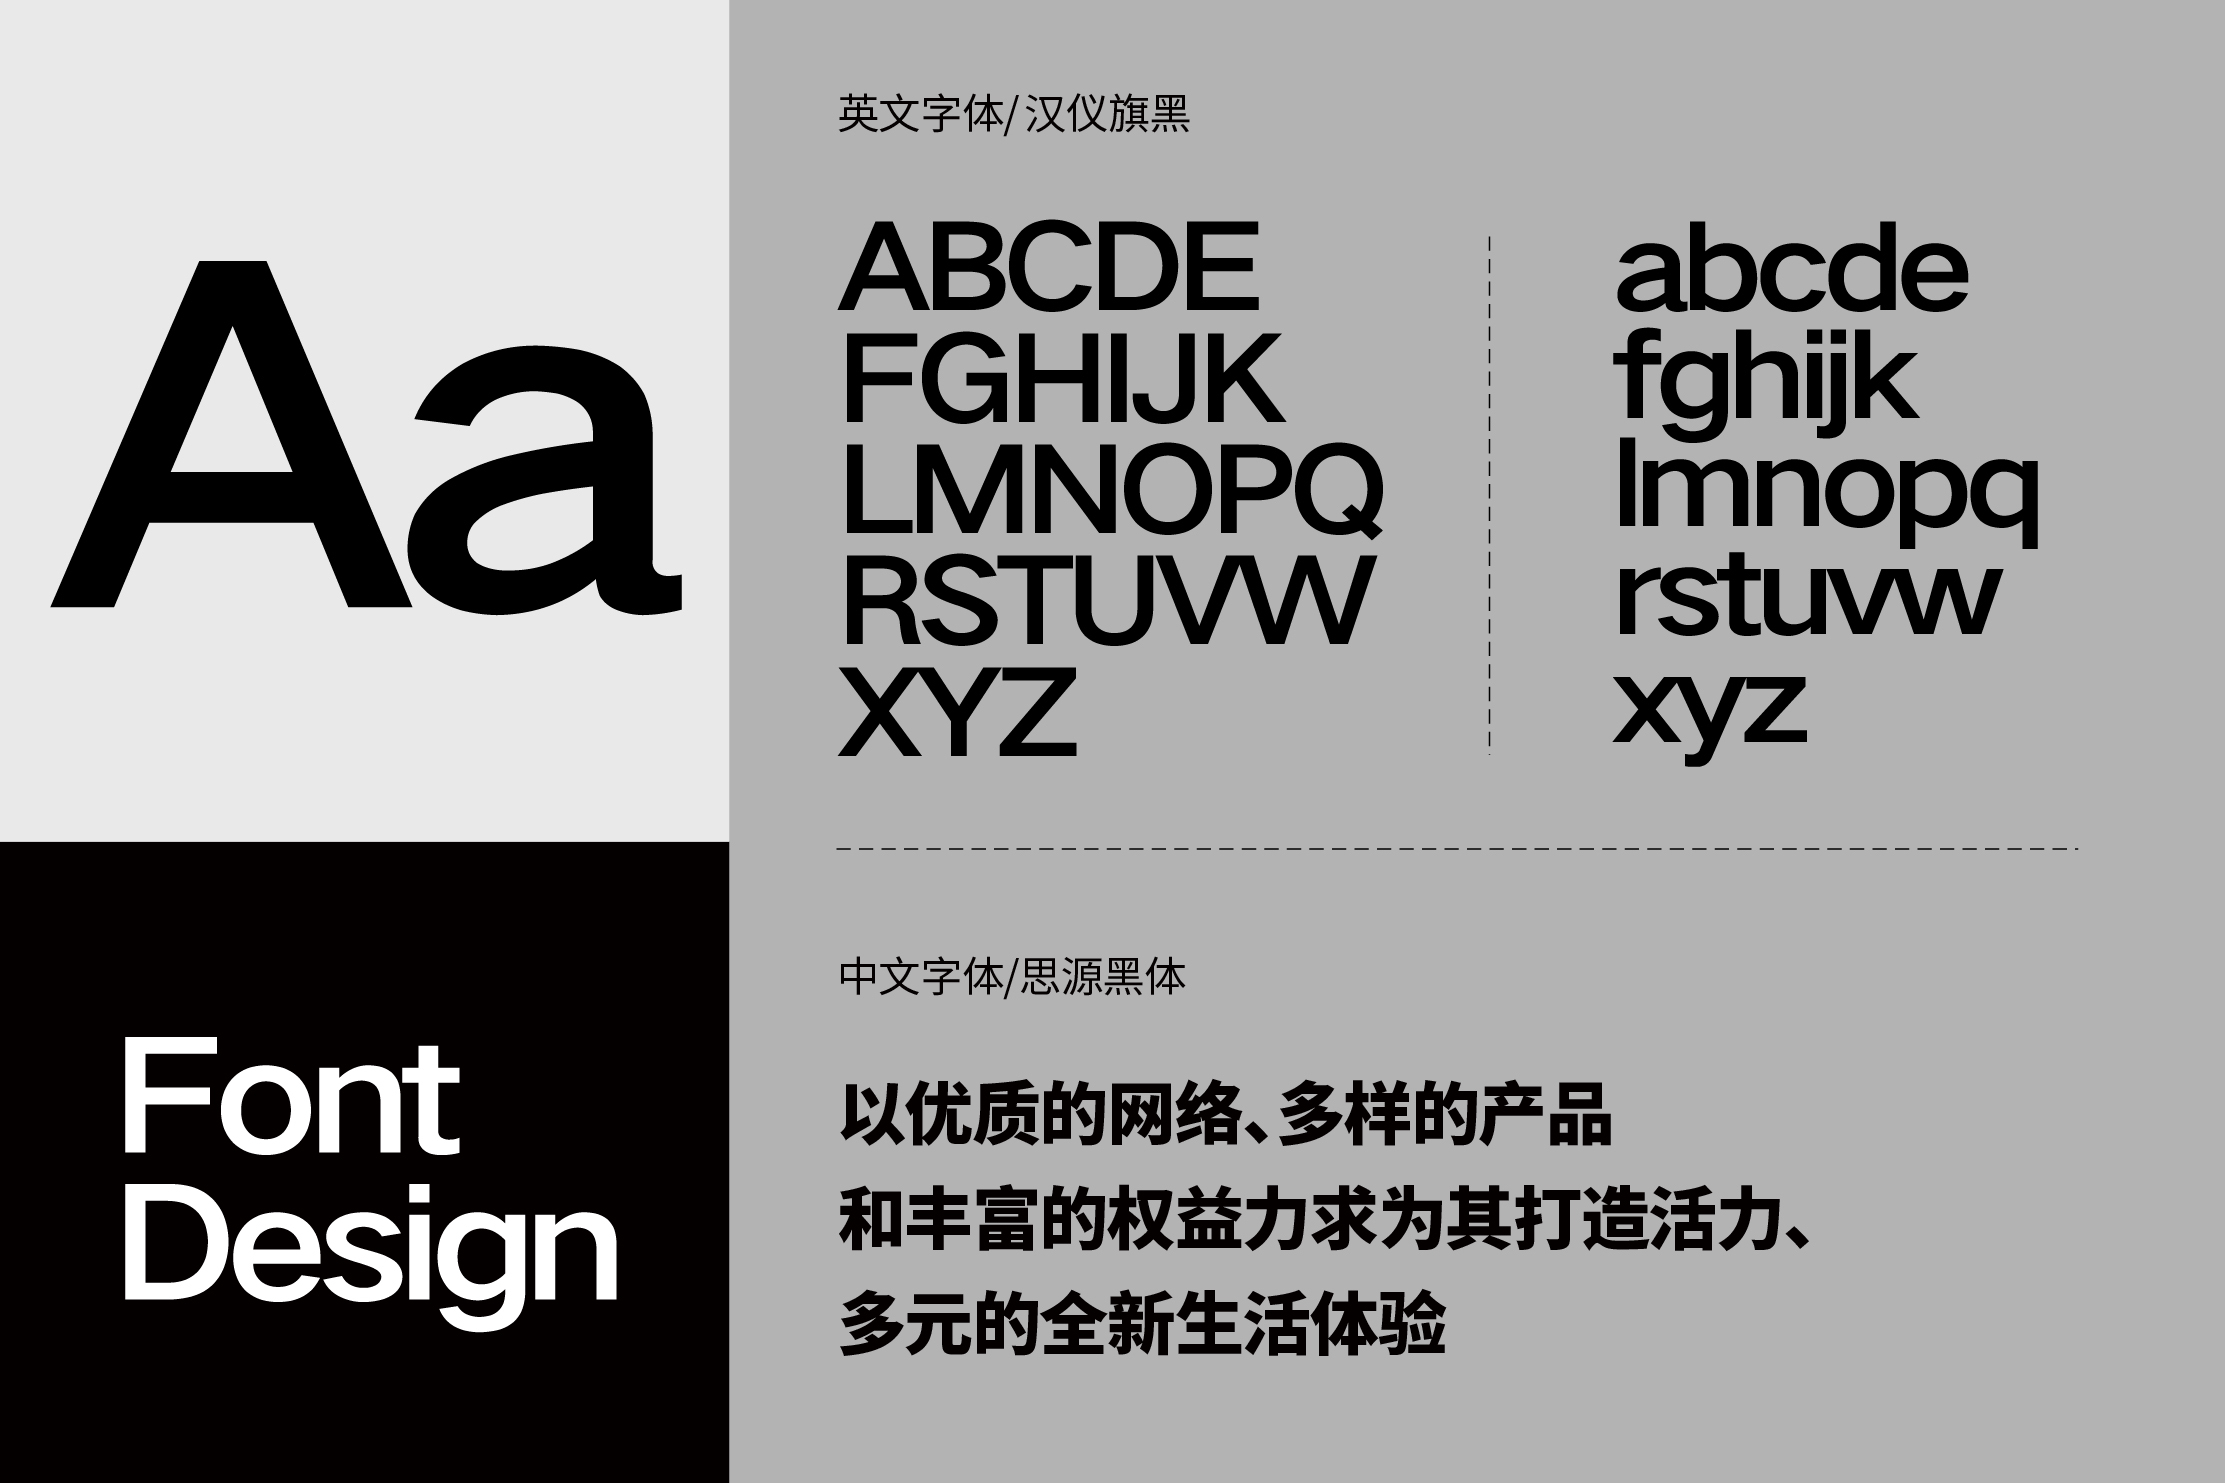 Aa
Font
Design
英文字体/汉仪旗黑
ABCDE
FGHIJK
LMNOPQ
RSTUVW
XYZ
abcde
fghijk
lmnopq
rstuvw
xyz
中文字体/思源黑体
以优质的网络、多样的产品
和丰富的权益力求为其打造活力、
多元的全新生活体验